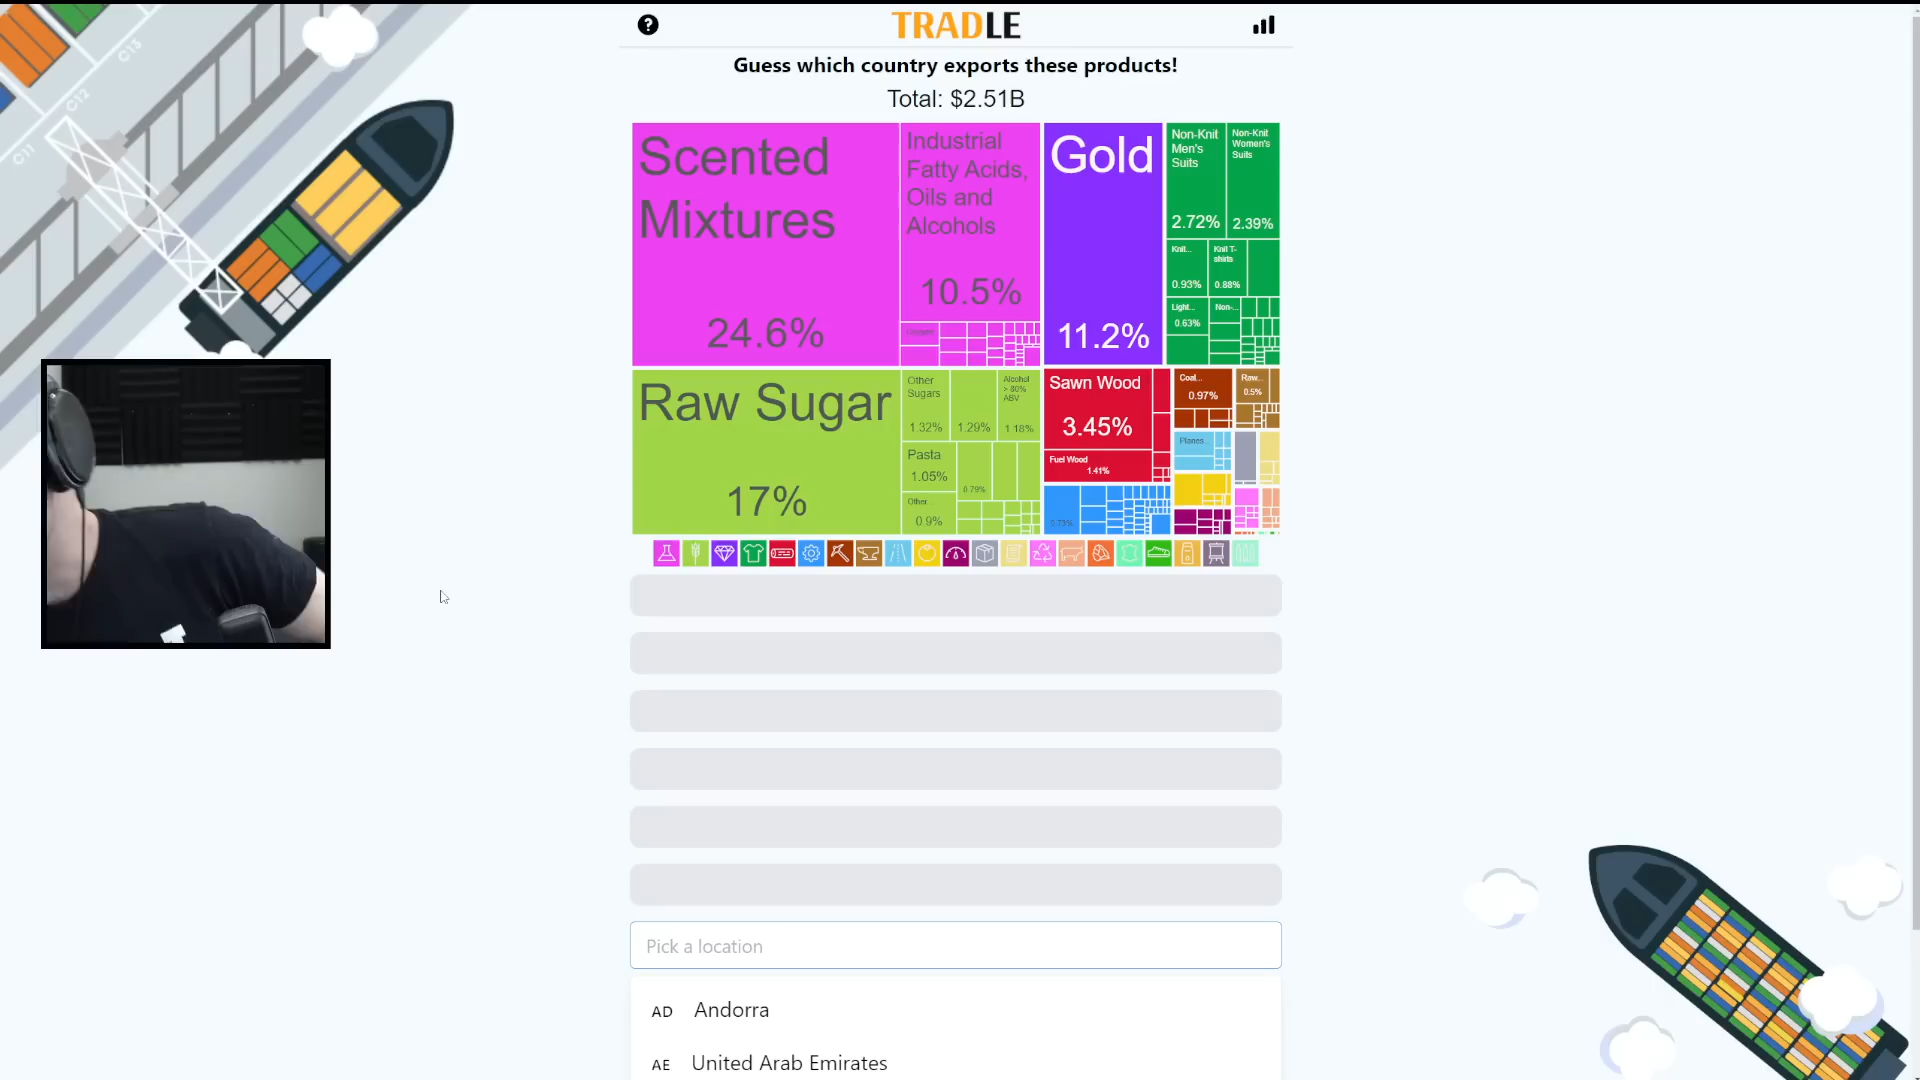 C13
C12
C11
?
TRADLE
Guess which country exports these products!
Total: $2.51B
Scented
Mixtures
24.6%
Industrial
Fatty Acids,
Oils and
Alcohols
10.5%
Gold
11.2%
Non-Knit
Men's
Suits
2.72%
Non-Knit
Women's
Suits
2.39%
Knit...
0.93%
Knit T-
shirts
0.88%
Light...
0.63%
Non-...
Raw Sugar
17%
Other
Sugars
1.32%
1.29%
Alcohol
> 80%
ABV
1.18%
Pasta
1.05%
0.79%
Other...
0.9%
Sawn Wood
3.45%
Fuel Wood
1.41%
Coal...
0.97%
Raw...
0.5%
Planes...
Pick a location
AD Andorra
AE United Arab Emirates